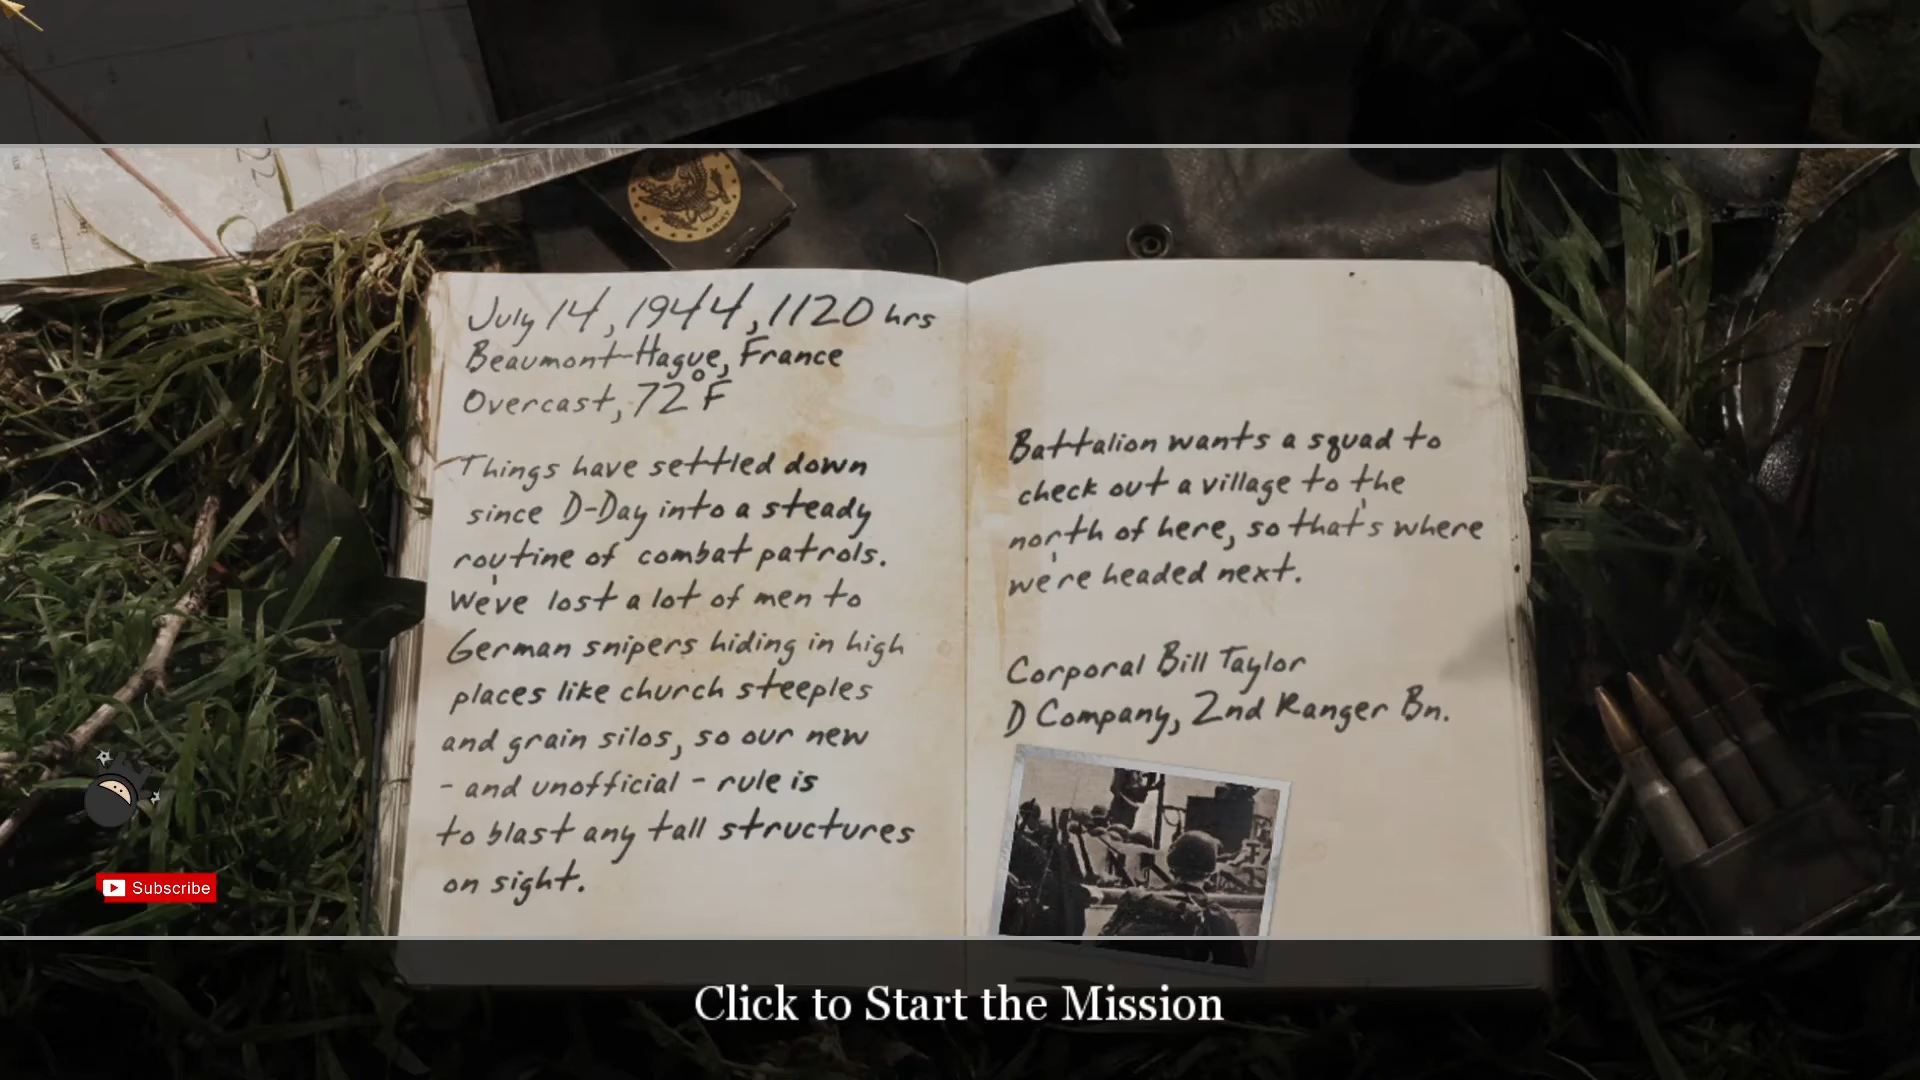 July 14, 1944, 1120 hrs
Beaumont-Hague, France
Overcast, 72°F
Things have settled down
since D-Day into a steady
routine of combat patrols.
We've lost a lot of men to
German snipers hiding in high
places like church steeples
and grain silos, so our new
- and unofficial - rule is
to blast any tall structures
on sight.
Battalion wants a squad to
check out a village to the
north of here, so that's where
we're headed next.
Corporal Bill Taylor
D Company, 2nd Ranger Bn.
ARMY
Subscribe
Click to Start the Mission